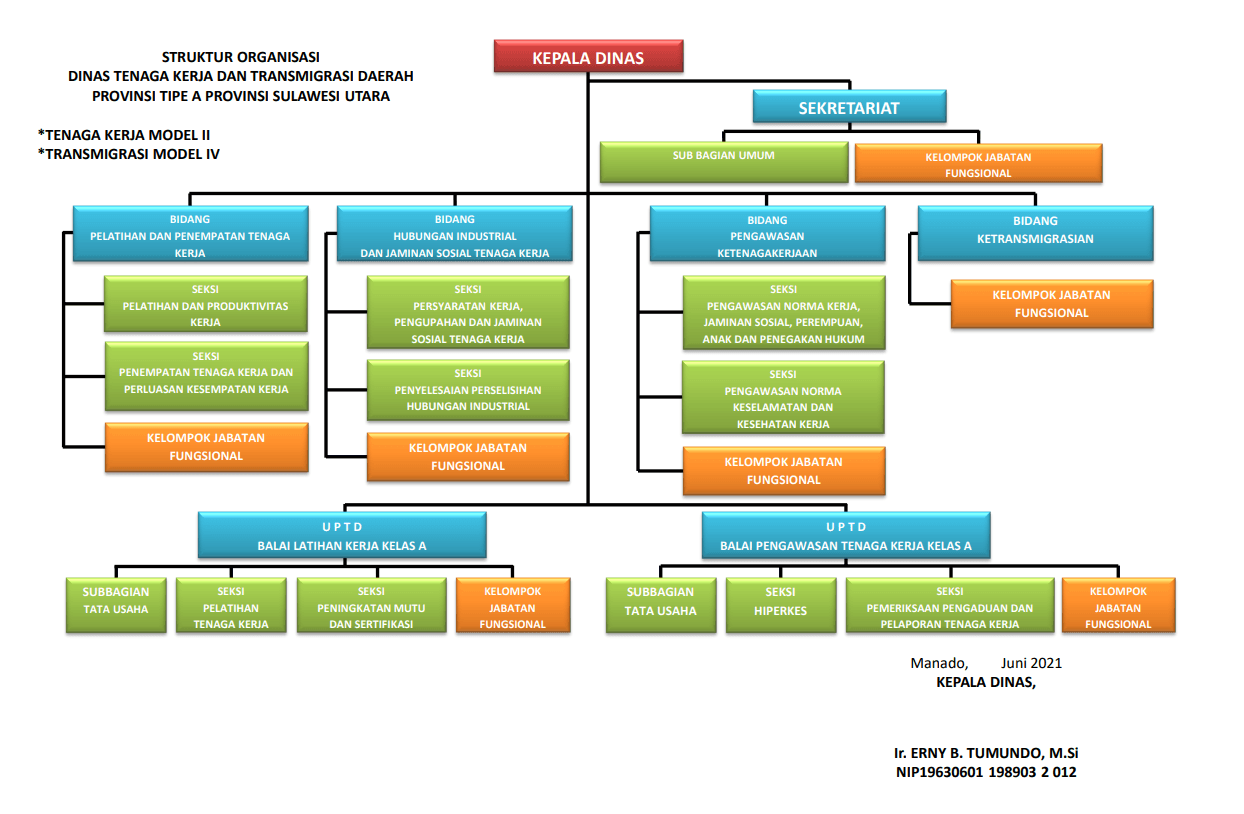 STRUKTUR ORGANISASI
DINAS TENAGA KERJA DAN TRANSMIGRASI DAERAH
PROVINSI TIPE A PROVINSI SULAWESI UTARA
*TENAGA KERJA MODEL II
*TRANSMIGRASI MODEL IV
KEPALA DINAS
SEKRETARIAT
SUB BAGIAN UMUM
KELOMPOK JABATAN
FUNGSIONAL
BIDANG
PELATIHAN DAN PENEMPATAN TENAGA
KERJA
SEKSI
PELATIHAN DAN PRODUKTIVITAS
KERJA
SEKSI
PENEMPATAN TENAGA KERJA DAN
PERLUASAN KESEMPATAN KERJA
KELOMPOK JABATAN
FUNGSIONAL
BIDANG
HUBUNGAN INDUSTRIAL
DAN JAMINAN SOSIAL TENAGA KERJA
SEKSI
PERSYARATAN KERJA,
PENGUPAHAN DAN JAMINAN
SOSIAL TENAGA KERJA
SEKSI
PENYELESAIAN PERSELISIHAN
HUBUNGAN INDUSTRIAL
KELOMPOK JABATAN
FUNGSIONAL
BIDANG
PENGAWASAN
KETENAGAKERJAAN
SEKSI
PENGAWASAN NORMA KERJA,
JAMINAN SOSIAL, PEREMPUAN,
ANAK DAN PENEGAKAN HUKUM
SEKSI
PENGAWASAN NORMA
KESELAMATAN DAN
KESEHATAN KERJA
KELOMPOK JABATAN
FUNGSIONAL
BIDANG
KETRANSMIGRASIAN
KELOMPOK JABATAN
FUNGSIONAL
U P T D
BALAI LATIHAN KERJA KELAS A
SUBBAGIAN
TATA USAHA
SEKSI
PELATIHAN
TENAGA KERJA
SEKSI
PENINGKATAN MUTU
DAN SERTIFIKASI
KELOMPOK
JABATAN
FUNGSIONAL
U P T D
BALAI PENGAWASAN TENAGA KERJA KELAS A
SUBBAGIAN
TATA USAHA
SEKSI
HIPERKES
SEKSI
PEMERIKSAAN PENGADUAN DAN
PELAPORAN TENAGA KERJA
KELOMPOK
JABATAN
FUNGSIONAL
Manado, Juni 2021
KEPALA DINAS,
Ir. ERNY B. TUMUNDO, M.Si
NIP19630601 198903 2 012